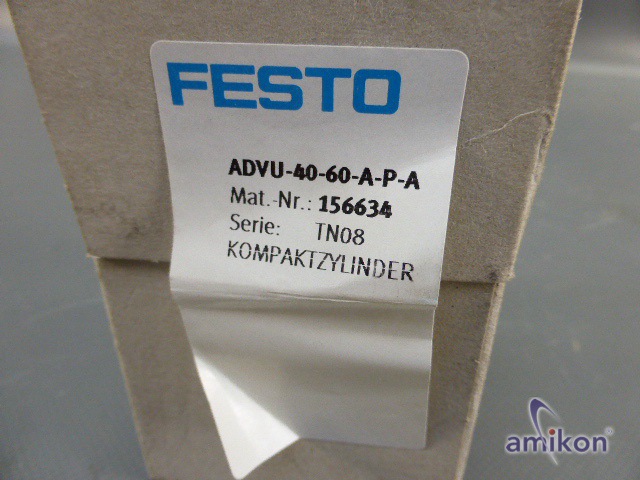 FESTO
ADVU-40-60-A-P-A
Mat.-Nr.: 156634
Serie: TN08
KOMPAKTZYLINDER
amikon